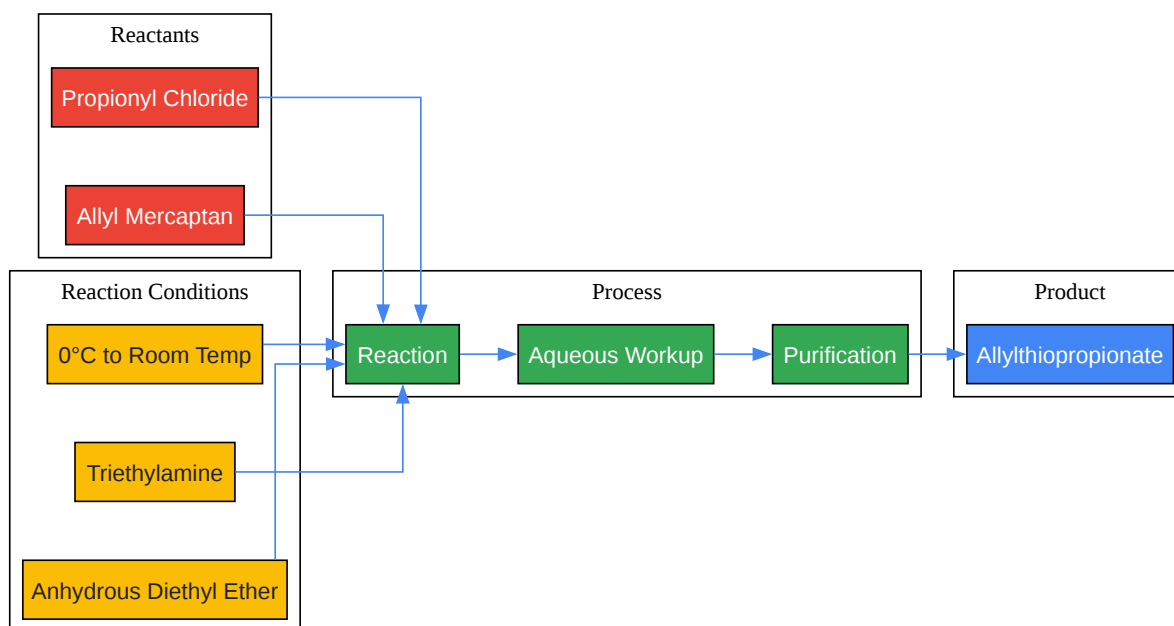 Reactants
Propionyl Chloride
Allyl Mercaptan
Reaction Conditions
0°C to Room Temp
Triethylamine
Anhydrous Diethyl Ether
Process
Reaction
Aqueous Workup
Purification
Product
Allylthiopropionate